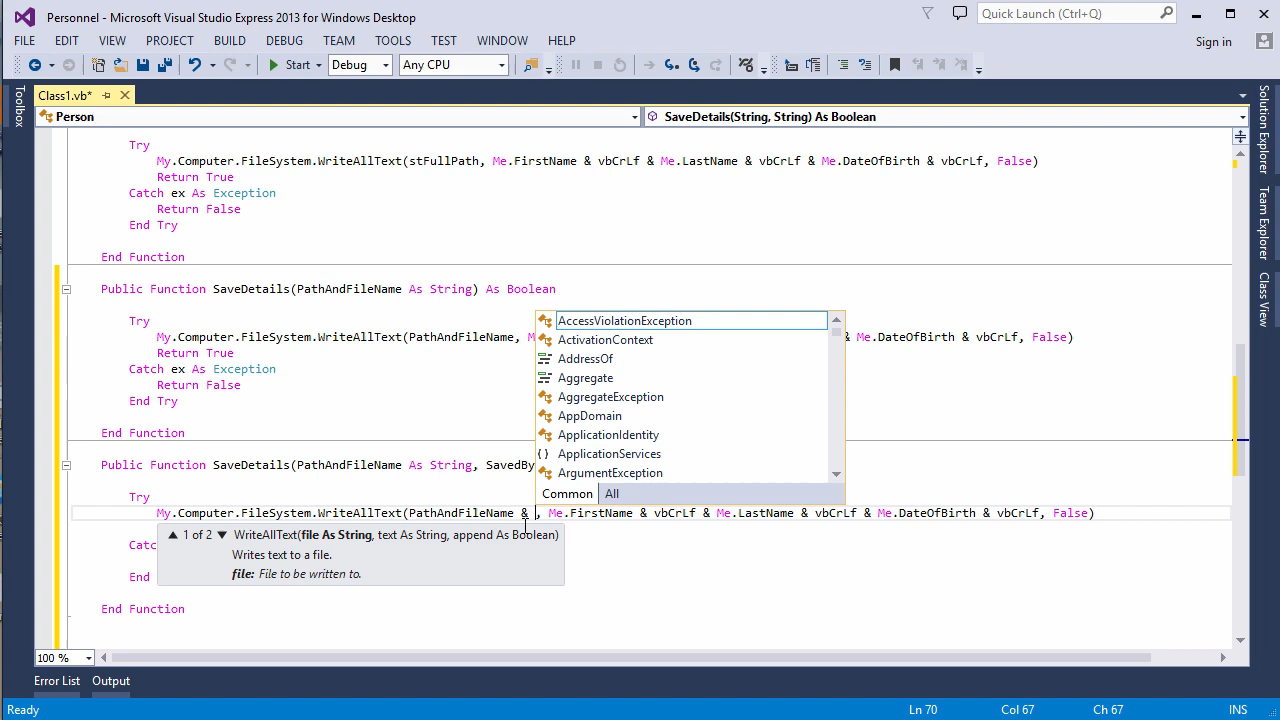 Personnel - Microsoft Visual Studio Express 2013 for Windows Desktop
Quick Launch (Ctrl+Q)
FILE EDIT VIEW PROJECT BUILD DEBUG TEAM TOOLS TEST WINDOW HELP
Sign in
Start Debug Any CPU
Toolbox
Class1.vb*
Person
SaveDetails(String, String) As Boolean
Try
My.Computer.FileSystem.WriteAllText(stFullPath, Me.FirstName & vbCrLf & Me.LastName & vbCrLf & Me.DateOfBirth & vbCrLf, False)
Return True
Catch ex As Exception
Return False
End Try
End Function
Public Function SaveDetails(PathAndFileName As String) As Boolean
Try
My.Computer.FileSystem.WriteAllText(PathAndFileName, M
& Me.DateOfBirth & vbCrLf, False)
Return True
Catch ex As Exception
Return False
End Try
End Function
Public Function SaveDetails(PathAndFileName As String, SavedBy
Try
My.Computer.FileSystem.WriteAllText(PathAndFileName & , Me.FirstName & vbCrLf & Me.LastName & vbCrLf & Me.DateOfBirth & vbCrLf, False)
Catc
End
End Function
AccessViolationException
ActivationContext
AddressOf
Aggregate
AggregateException
AppDomain
ApplicationIdentity
ApplicationServices
ArgumentException
Common All
1 of 2 WriteAllText(file As String, text As String, append As Boolean)
Writes text to a file.
file: File to be written to.
Solution Explorer
Team Explorer
Class View
100 %
Error List Output
Ready Ln 70 Col 67 Ch 67 INS